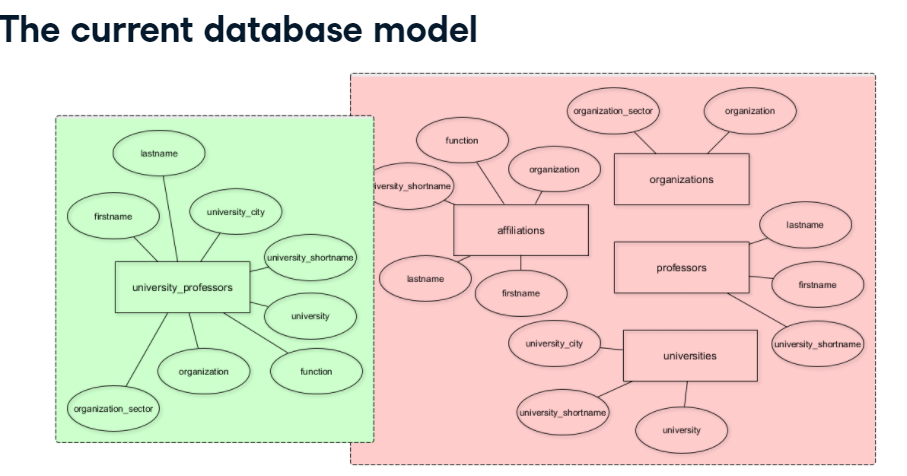 The current database model
lastname
firstname
university_city
university_shortname
university_professors
university
organization
function
organization_sector
function
organization
iversity_shortname
affiliations
lastname
firstname
organization_sector
organization
organizations
lastname
professors
firstname
university_shortname
university_city
universities
university_shortname
university